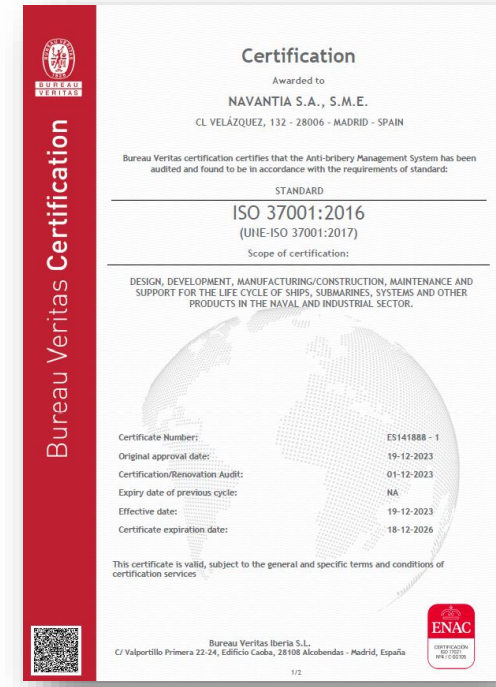 BUREAU
VERITAS
Bureau Veritas Certification
Certification
Awarded to
NAVANTIA S.A., S.M.E.
CL VELÁZQUEZ, 132 - 28006 - MADRID - SPAIN
Bureau Veritas certification certifies that the Anti-bribery Management System has been
audited and found to be in accordance with the requirements of standard:
STANDARD
ISO 37001:2016
(UNE-ISO 37001:2017)
Scope of certification:
DESIGN, DEVELOPMENT, MANUFACTURING/CONSTRUCTION, MAINTENANCE AND
SUPPORT FOR THE LIFE CYCLE OF SHIPS, SUBMARINES, SYSTEMS AND OTHER
PRODUCTS IN THE NAVAL AND INDUSTRIAL SECTOR.
Certificate Number: ES141888 - 1
Original approval date: 19-12-2023
Certification/Renovation Audit: 01-12-2023
Expiry date of previous cycle: NA
Effective date: 19-12-2023
Certificate expiration date: 18-12-2026
This certificate is valid, subject to the general and specific terms and conditions of
certification services
Bureau Veritas Iberia S.L.
C/ Valportillo Primera 22-24, Edificio Caoba, 28108 Alcobendas - Madrid, España
1/2
ENAC
CERTIFICACIÓN
ISO 17021